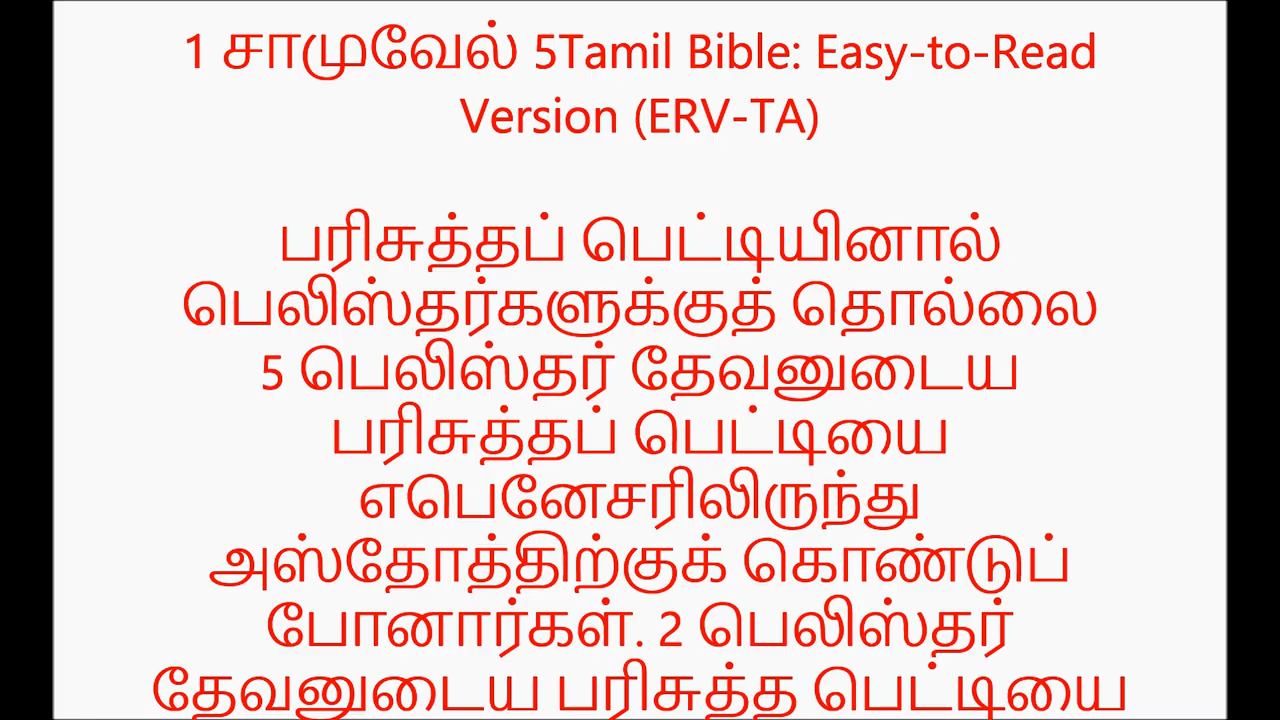 1 சாமுவேல் 5Tamil Bible: Easy-to-Read
Version (ERV-TA)
பரிசுத்தப் பெட்டியினால்
பெலிஸ்தர்களுக்குத் தொல்லை
5 பெலிஸ்தர் தேவனுடைய
பரிசுத்தப் பெட்டியை
எபெனேசரிலிருந்து
அஸ்தோத்திற்குக் கொண்டுப்
போனார்கள். 2 பெலிஸ்தர்
தேவனுடைய பரிசுத்த பெட்டியை